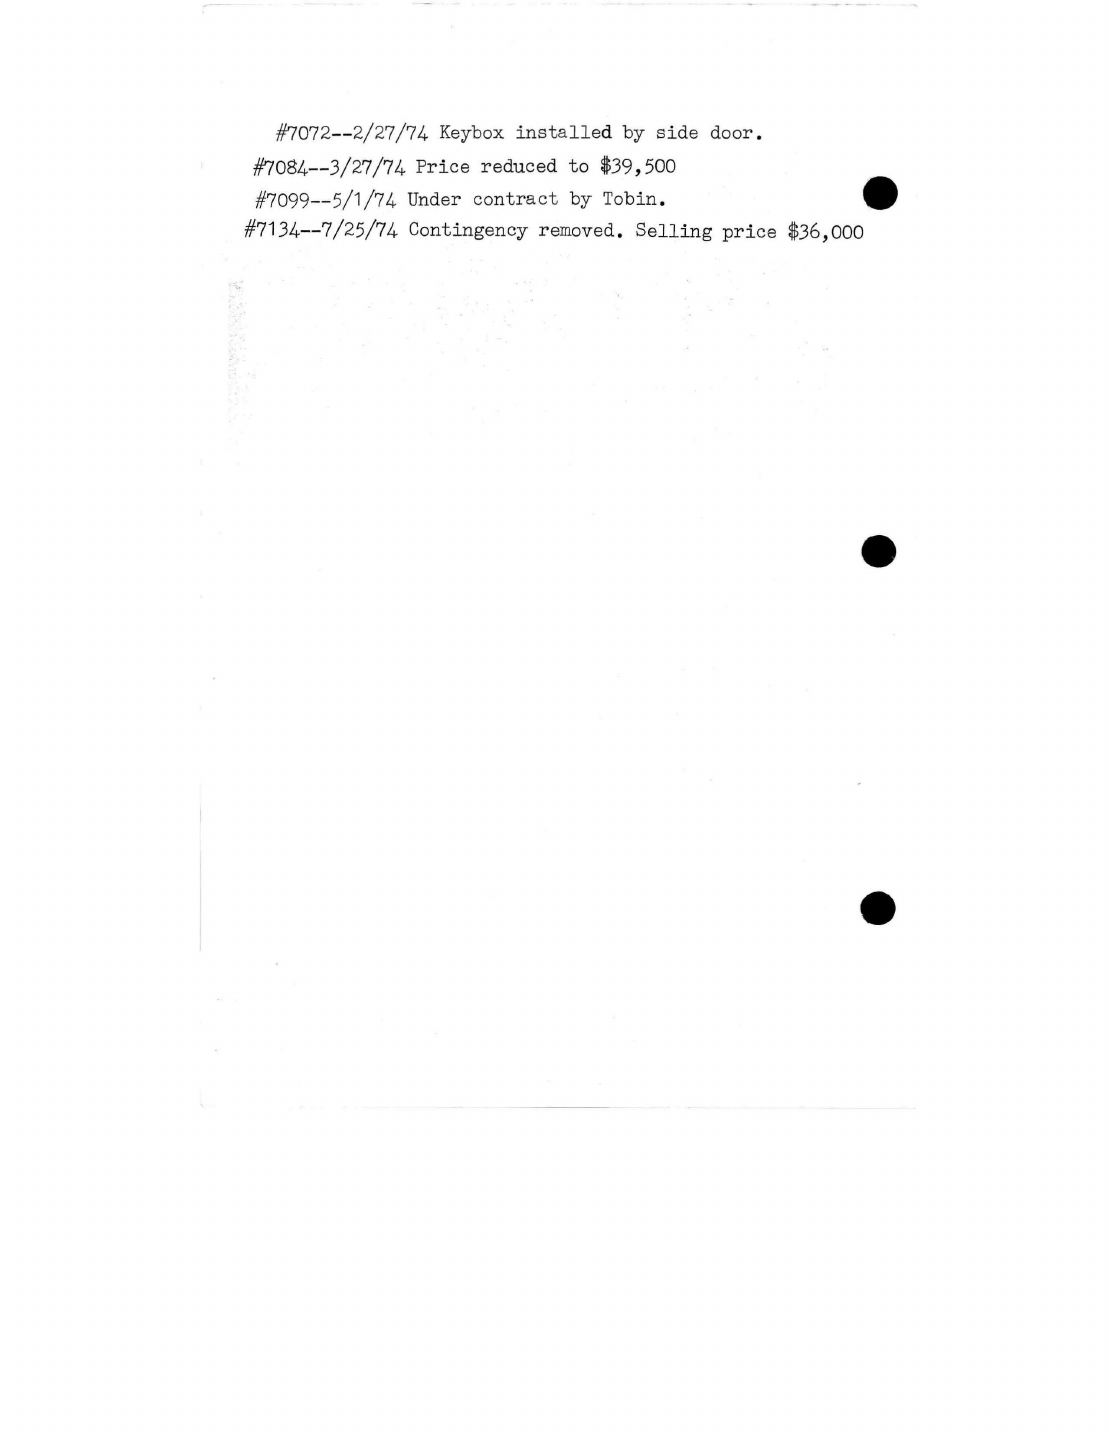 #7072--2/27/74 Keybox installed by side door.
#7084--3/27/74 Price reduced to $39,500
#7099--5/1/74 Under contract by Tobin.
#7134--7/25/74 Contingency removed. Selling price $36,000